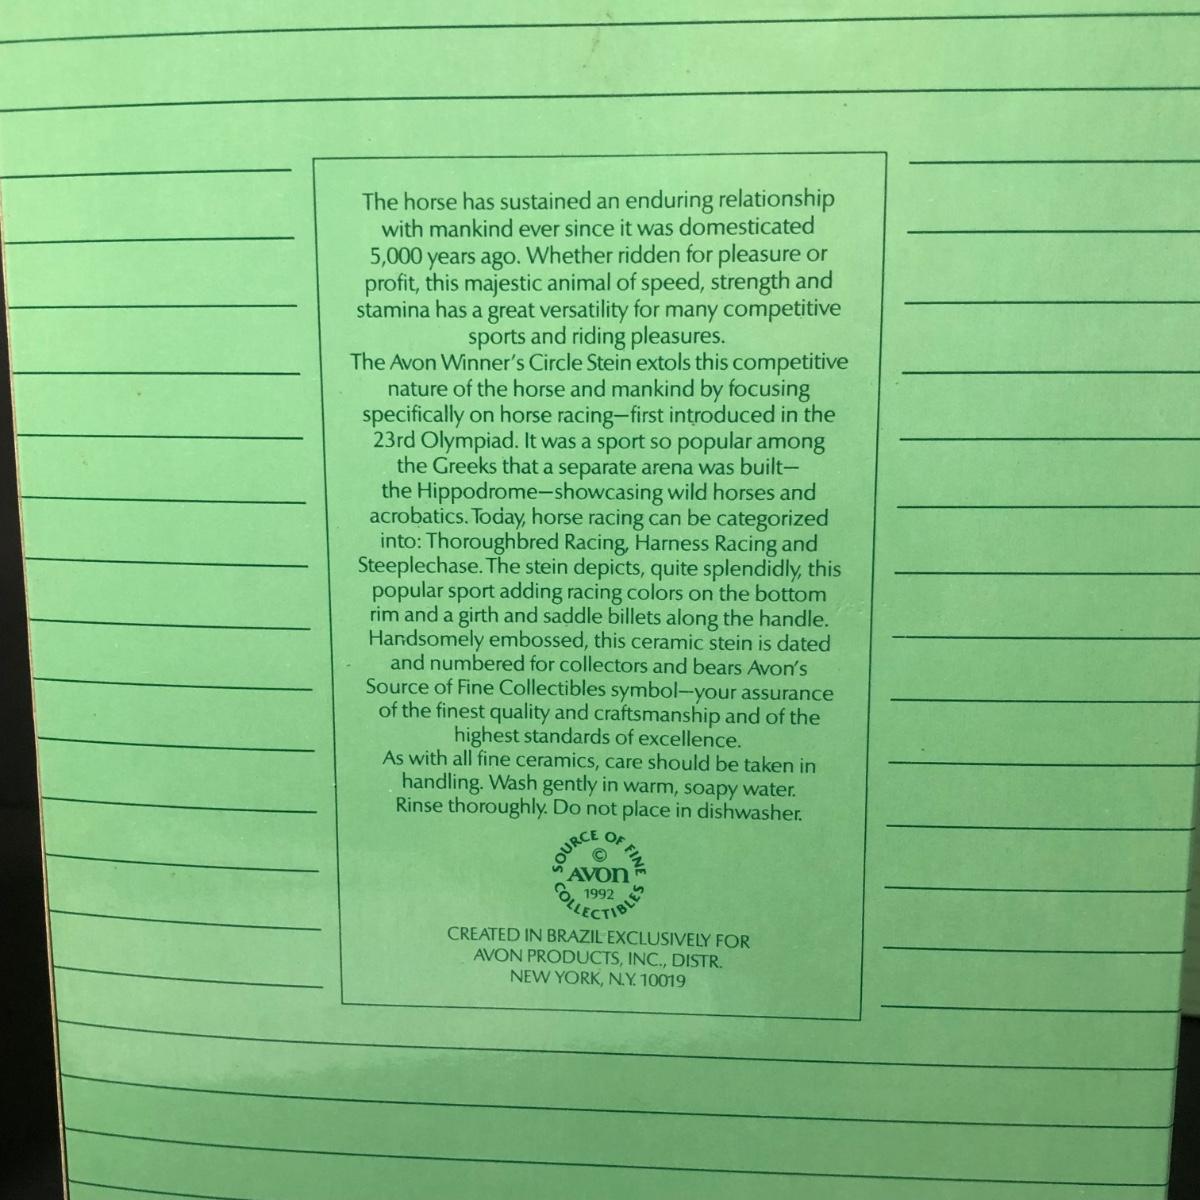 The horse has sustained an enduring relationship
with mankind ever since it was domesticated
5,000 years ago. Whether ridden for pleasure or
profit, this majestic animal of speed, strength and
stamina has a great versatility for many competitive
sports and riding pleasures.
The Avon Winner's Circle Stein extols this competitive
nature of the horse and mankind by focusing
specifically on horse racing—first introduced in the
23rd Olympiad. It was a sport so popular among
the Greeks that a separate arena was built—
the Hippodrome—showcasing wild horses and
acrobatics. Today, horse racing can be categorized
into: Thoroughbred Racing, Harness Racing and
Steeplechase. The stein depicts, quite splendidly, this
popular sport adding racing colors on the bottom
rim and a girth and saddle billets along the handle.
Handsomely embossed, this ceramic stein is dated
and numbered for collectors and bears Avon's
Source of Fine Collectibles symbol—your assurance
of the finest quality and craftsmanship and of the
highest standards of excellence.
As with all fine ceramics, care should be taken in
handling. Wash gently in warm, soapy water.
Rinse thoroughly. Do not place in dishwasher.
SOURCE OF FINE
©
AVON
1992
COLLECTIBLES
CREATED IN BRAZIL EXCLUSIVELY FOR
AVON PRODUCTS, INC., DISTR.
NEW YORK, N.Y. 10019